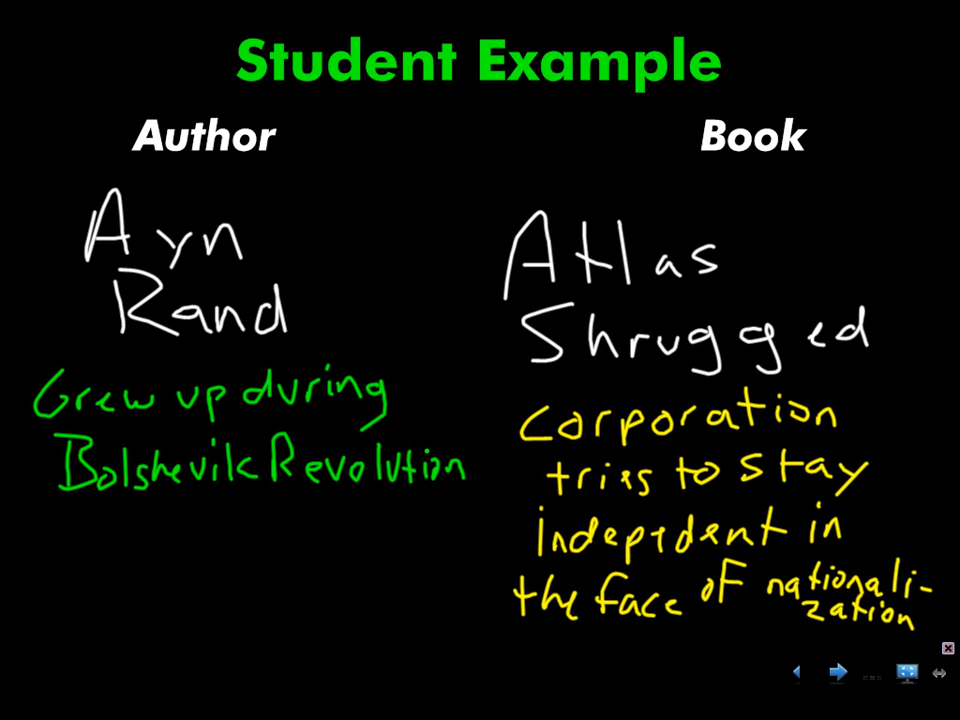 Student Example
Author
Ayn
Rand
Grew up during
Bolshevik Revolution
Book
Atlas
Shrugged
Corporation
tries to stay
indepedent in
the face of nationali-
zation